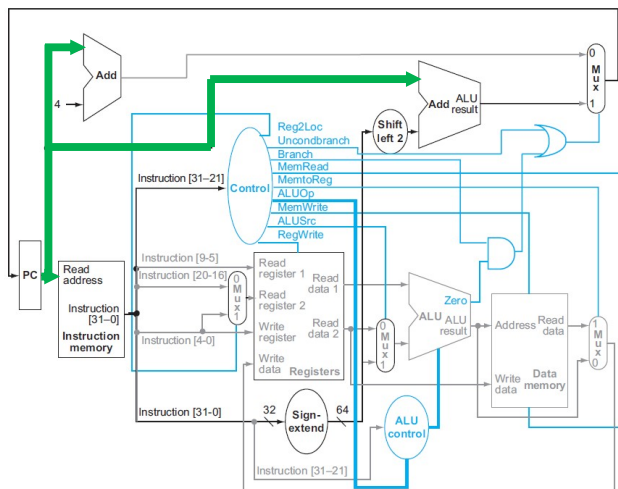 Add
4
Add ALU
result
0
Mux
1
Shift
left 2
Reg2Loc
Uncondbranch
Branch
MemRead
MemtoReg
ALUOp
MemWrite
ALUSrc
RegWrite
Instruction [31–21]
Control
PC
Read
address
Instruction
[31–0]
Instruction
memory
Instruction [9-5]
Instruction [20-16]
Instruction [4-0]
0
Mux
1
Read
register 1
Read
register 2
Write
register
Write
data
Read
data 1
Read
data 2
Registers
0
Mux
1
Zero
ALU ALU
result
Address
Read
data
Write
data
Data
memory
1
Mux
0
Instruction [31-0]
32
Sign-
extend
64
Instruction [31–21]
ALU
control